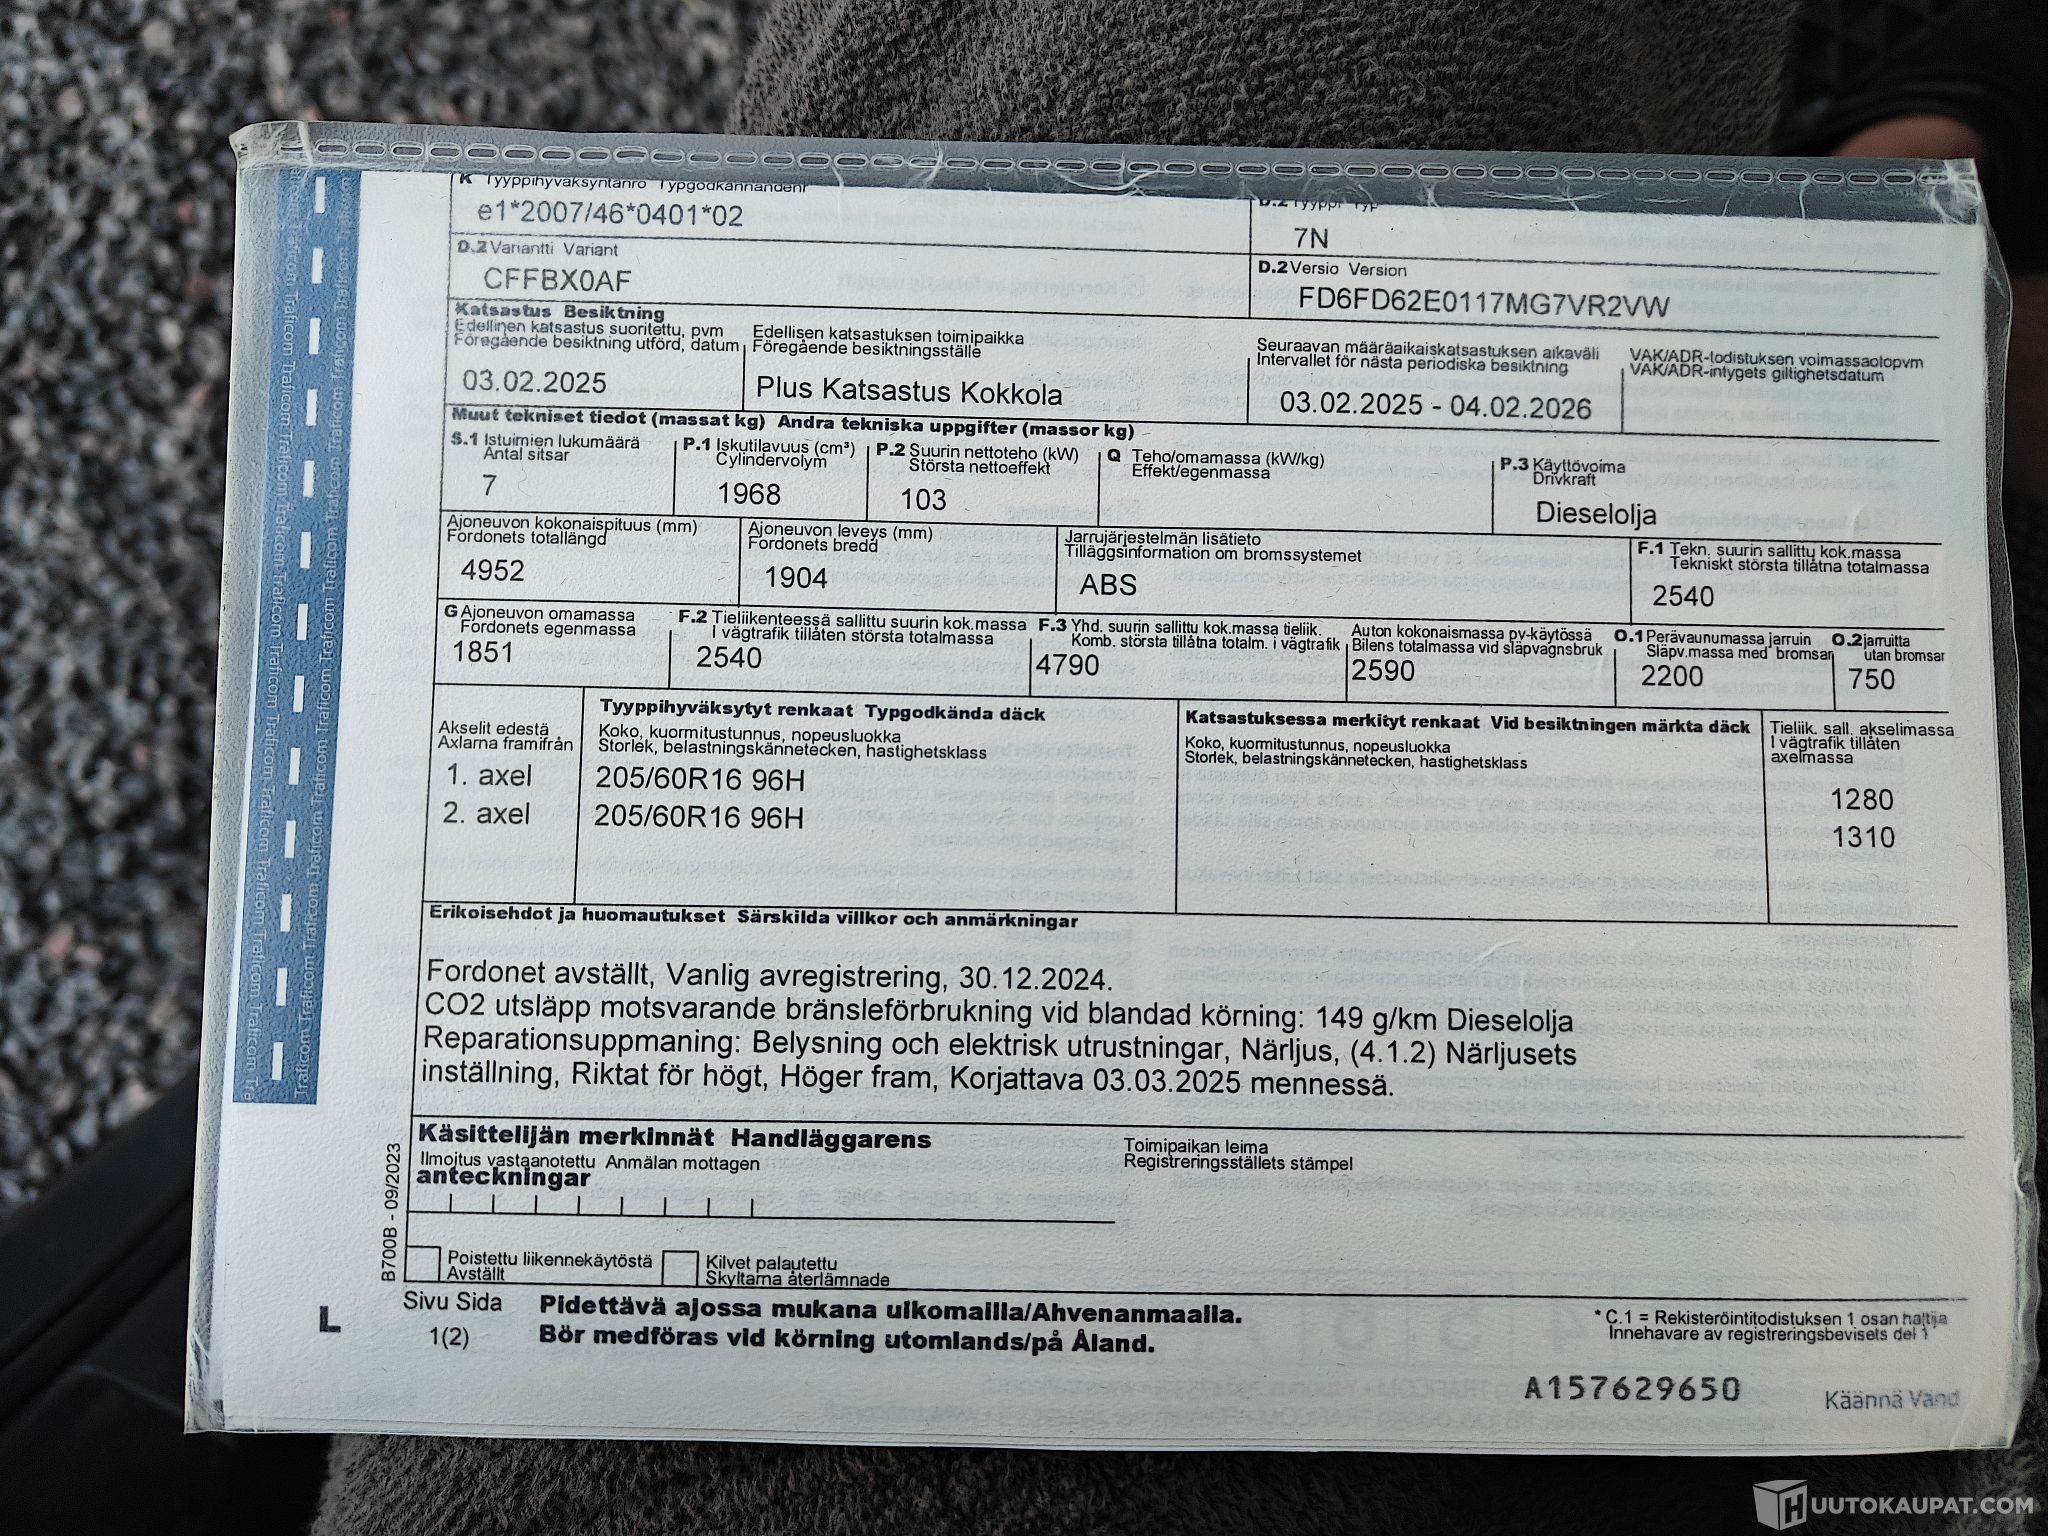 K Tyyppihyväksyntänro Typgodkännandenr
e1*2007/46*0401*02
D.2 Tyyppi Typ
7N
D.2 Variantti Variant
CFFBX0AF
D.2 Versio Version
FD6FD62E0117MG7VR2VW
Katsastus Besiktning
Edellinen katsastus suoritettu, pvm
Föregående besiktning utförd, datum
03.02.2025
Edellisen katsastuksen toimipaikka
Föregående besiktningsställe
Plus Katsastus Kokkola
Seuraavan määräaikaiskatsastuksen aikaväli
Intervallet för nästa periodiska besiktning
03.02.2025 - 04.02.2026
VAK/ADR-todistuksen voimassaolopvm
VAK/ADR-intygets giltighetsdatum
Muut tekniset tiedot (massat kg) Andra tekniska uppgifter (massor kg)
S.1 Istuimien lukumäärä
Antal sitsar
7
P.1 Iskutilavuus (cm³)
Cylindervolym
1968
P.2 Suurin nettoteho (kW)
Största nettoeffekt
103
Q Teho/omamassa (kW/kg)
Effekt/egenmassa
P.3 Käyttövoima
Drivkraft
Dieselolja
Ajoneuvon kokonaispituus (mm)
Fordonets totallängd
4952
Ajoneuvon leveys (mm)
Fordonets bredd
1904
Jarrujärjestelmän lisätieto
Tilläggsinformation om bromssystemet
ABS
F.1 Tekn. suurin sallittu kok.massa
Tekniskt största tillåtna totalmassa
2540
G Ajoneuvon omamassa
Fordonets egenmassa
1851
F.2 Tieliikenteessä sallittu suurin kok.massa
I vägtrafik tillåten största totalmassa
2540
F.3 Yhd. suurin sallittu kok.massa tieliik.
Komb. största tillåtna totalm. i vägtrafik
4790
Auton kokonaismassa pv-käytössä
Bilens totalmassa vid släpvagnsbruk
2590
O.1 Perävaunumassa jarruin
Släpv.massa med bromsar
2200
O.2 jarruitta
utan bromsar
750
Akselit edestä
Axlarna framifrån
1. axel
2. axel
Tyyppihyväksytyt renkaat Typgodkända däck
Koko, kuormitustunnus, nopeusluokka
Storlek, belastningskännetecken, hastighetsklass
205/60R16 96H
205/60R16 96H
Katsastuksessa merkityt renkaat Vid besiktningen märkta däck
Koko, kuormitustunnus, nopeusluokka
Storlek, belastningskännetecken, hastighetsklass
Tieliik. sall. akselimassa
I vägtrafik tillåten
axelmassa
1280
1310
Erikoisehdot ja huomautukset Särskilda villkor och anmärkningar
Fordonet avställt, Vanlig avregistrering, 30.12.2024.
CO2 utsläpp motsvarande bränsleförbrukning vid blandad körning: 149 g/km Dieselolja
Reparationsuppmaning: Belysning och elektrisk utrustningar, Närljus, (4.1.2) Närljusets
inställning, Riktat för högt, Höger fram, Korjattava 03.03.2025 mennessä.
Käsittelijän merkinnät Handläggarens
Ilmoitus vastaanotettu Anmälan mottagen
anteckningar
Toimipaikan leima
Registreringsställets stämpel
Poistettu liikennekäytöstä
Avställt
Kilvet palautettu
Skyltarna återlämnade
B700B - 09/2023
L
Sivu Sida
1(2)
Pidettävä ajossa mukana ulkomailla/Ahvenanmaalla.
Bör medföras vid körning utomlands/på Åland.
* C.1 = Rekisteröintitodistuksen 1 osan haltija
Innehavare av registreringsbevisets del 1
A157629650
Käännä Vänd
Traficom Traficom Traficom Traficom Traficom Traficom Traficom Traficom Traficom
HUUTOKAUPAT.COM